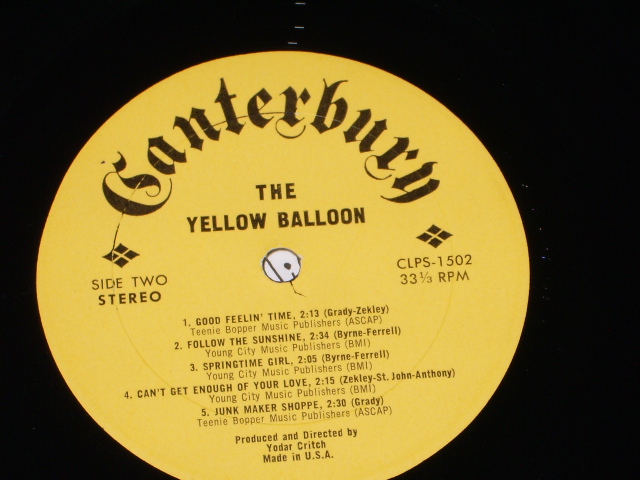 Canterbury
THE
YELLOW BALLOON
SIDE TWO
STEREO
CLPS-1502
33⅓ RPM
1. GOOD FEELIN' TIME, 2:13 (Grady-Zekley)
Teenie Bopper Music Publishers (ASCAP)
2. FOLLOW THE SUNSHINE, 2:34 (Byrne-Ferrell)
Young City Music Publishers (BMI)
3. SPRINGTIME GIRL, 2:05 (Byrne-Ferrell)
Young City Music Publishers (BMI)
4. CAN'T GET ENOUGH OF YOUR LOVE, 2:15 (Zekley-St. John-Anthony)
Young City Music Publishers (BMI)
5. JUNK MAKER SHOPPE, 2:30 (Grady)
Teenie Bopper Music Publishers (ASCAP)
Produced and Directed by
Yodar Critch
Made in U.S.A.